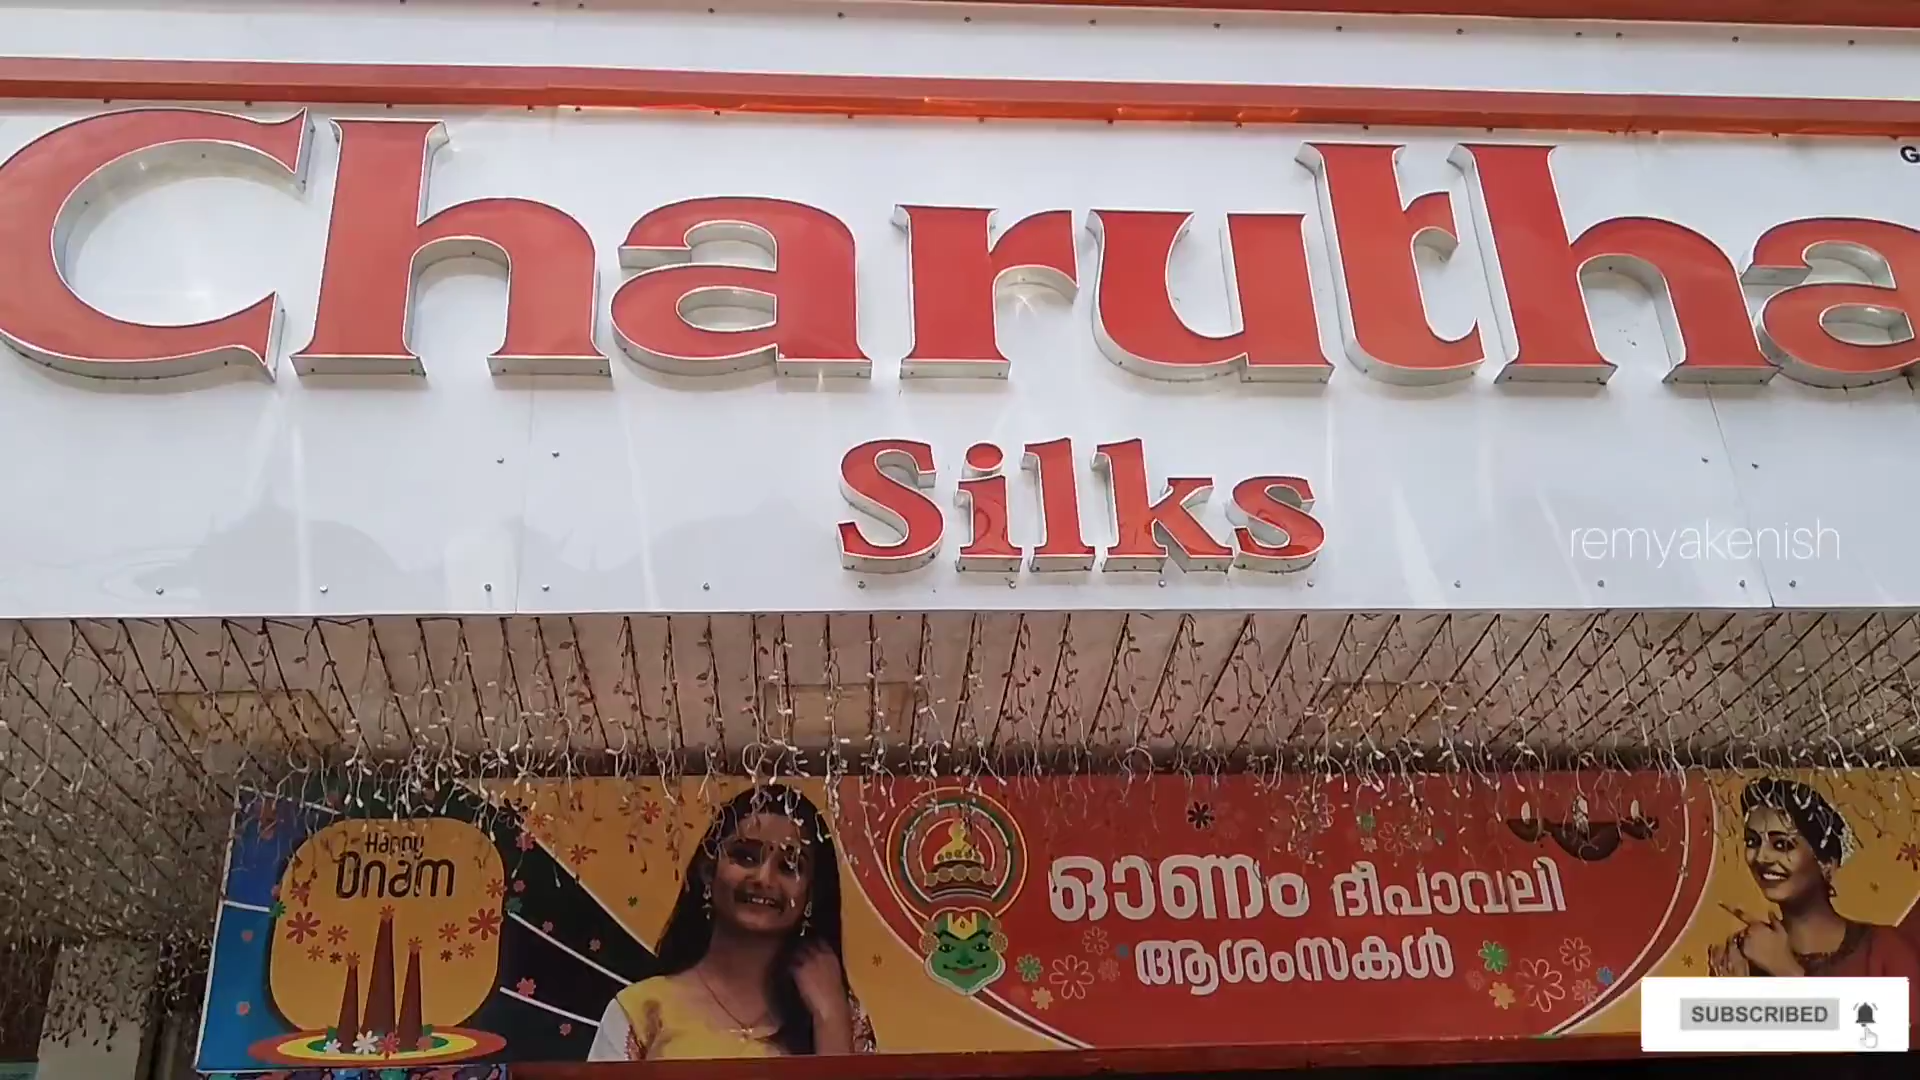 Charutha
G
Silks
remyakenish
Happy
Onam
ഓണം ദീപാവലി
ആശംസകൾ
SUBSCRIBED